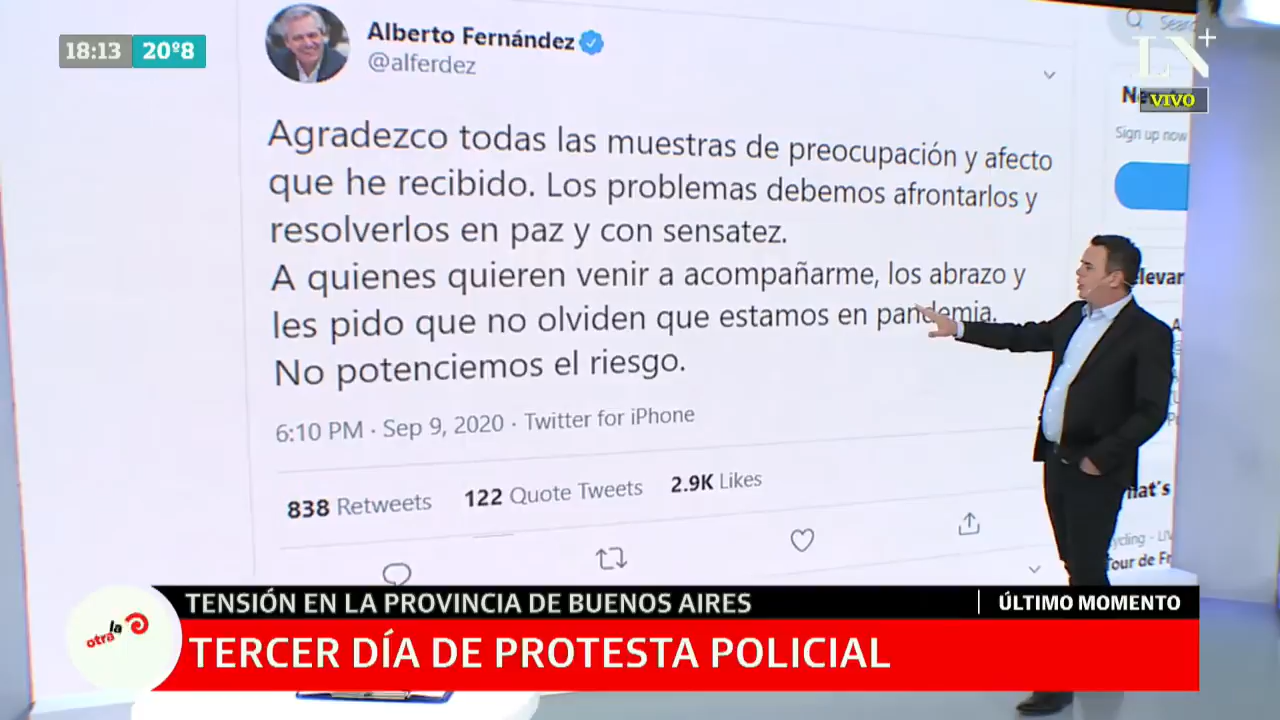 18:13 20º8
LN+
VIVO
Alberto Fernández
@alferdez
Agradezco todas las muestras de preocupación y afecto
que he recibido. Los problemas debemos afrontarlos y
resolverlos en paz y con sensatez.
A quienes quieren venir a acompañarme, los abrazo y
les pido que no olviden que estamos en pandemia.
No potenciemos el riesgo.
6:10 PM · Sep 9, 2020 · Twitter for iPhone
838 Retweets 122 Quote Tweets 2.9K Likes
Sign up now
TENSIÓN EN LA PROVINCIA DE BUENOS AIRES
ÚLTIMO MOMENTO
la otra
TERCER DÍA DE PROTESTA POLICIAL